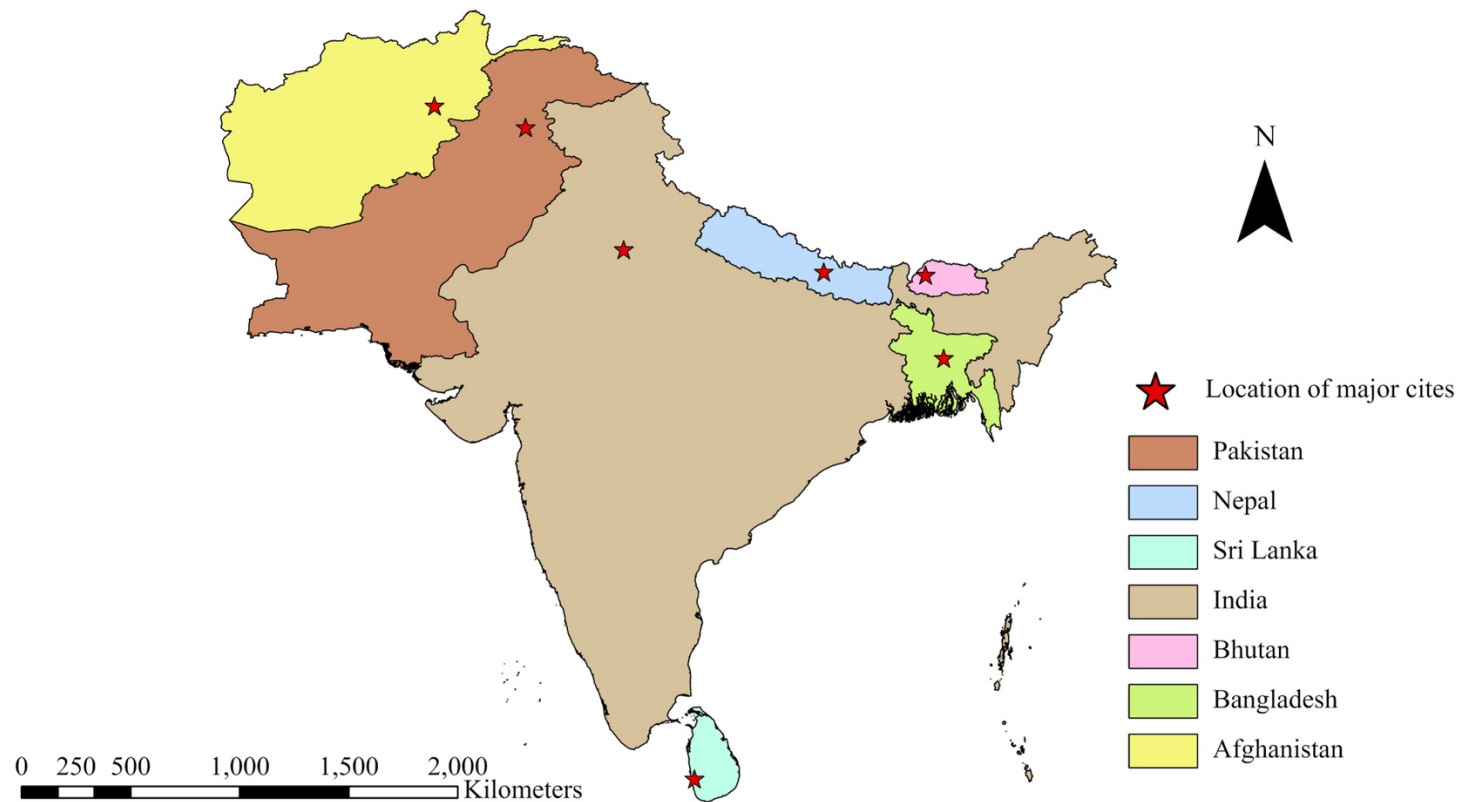 N
Location of major cites
Pakistan
Nepal
Sri Lanka
India
Bhutan
Bangladesh
Afghanistan
0 250 500 1,000 1,500 2,000
Kilometers